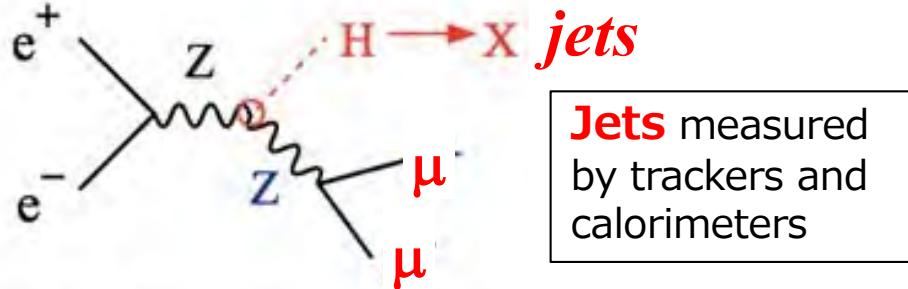 e+
Z
H → X jets
e−
Z
μ
μ
Jets measured
by trackers and
calorimeters